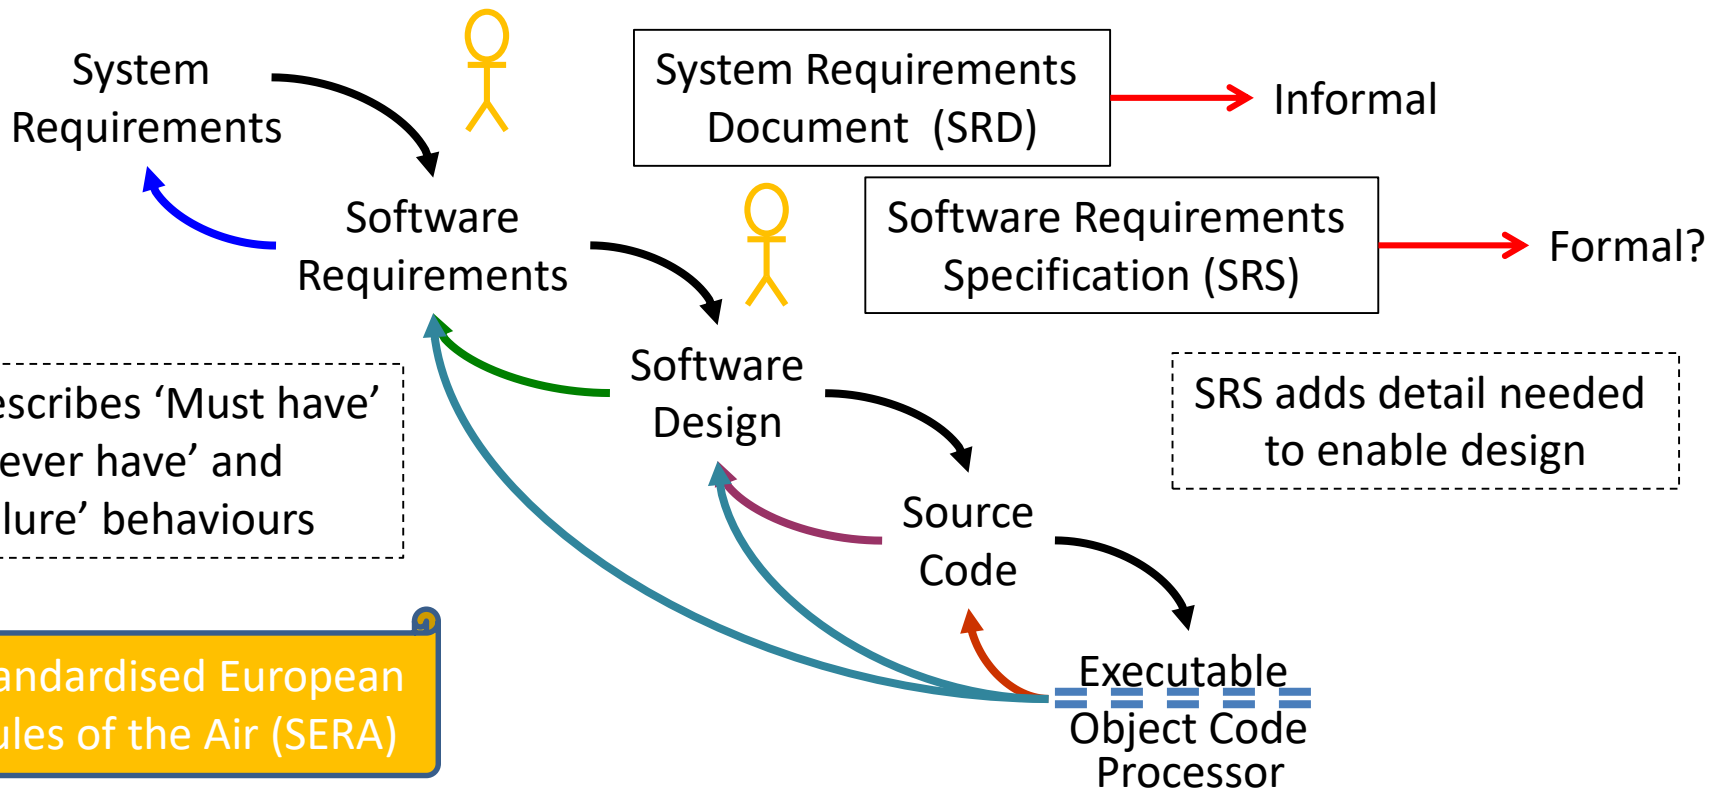 System
Requirements
System Requirements
Document (SRD)
Informal
Software
Requirements
Software Requirements
Specification (SRS)
Formal?
Software
Design
escribes ‘Must have’
ever have’ and
lure’ behaviours
SRS adds detail needed
to enable design
Source
Code
andardised European
ules of the Air (SERA)
Executable
Object Code
Processor